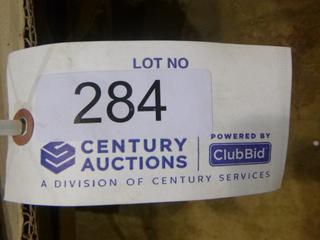 LOT NO
284
CENTURY
AUCTIONS
POWERED BY
ClubBid
A DIVISION OF CENTURY SERVICES